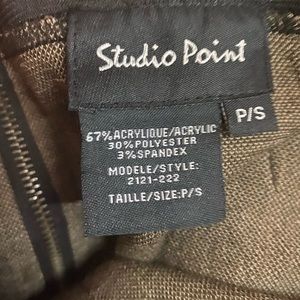 Studio Point
P/S
67%ACRYLIQUE/ACRYLIC
30%POLYESTER
3%SPANDEX
MODELE/STYLE:
2121-222
TAILLE/SIZE:P/S